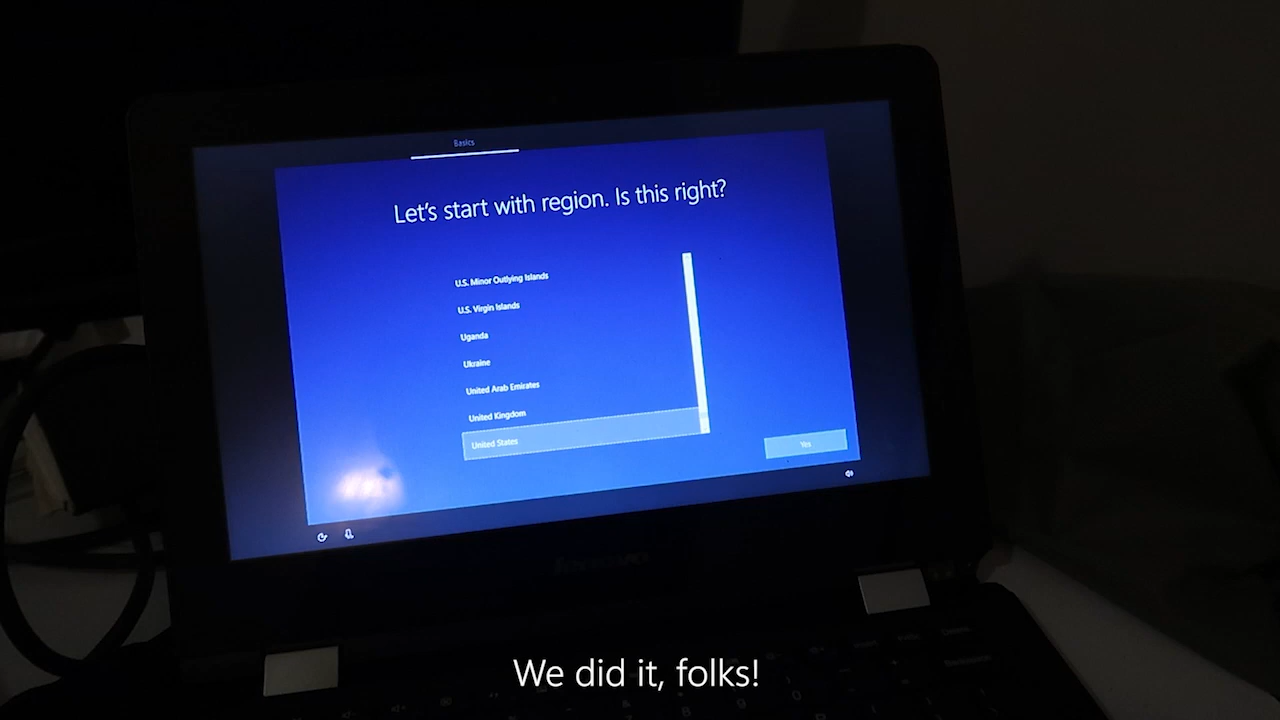 Basics
Let's start with region. Is this right?
U.S. Minor Outlying Islands
U.S. Virgin Islands
Uganda
Ukraine
United Arab Emirates
United Kingdom
United States
Yes
We did it, folks!